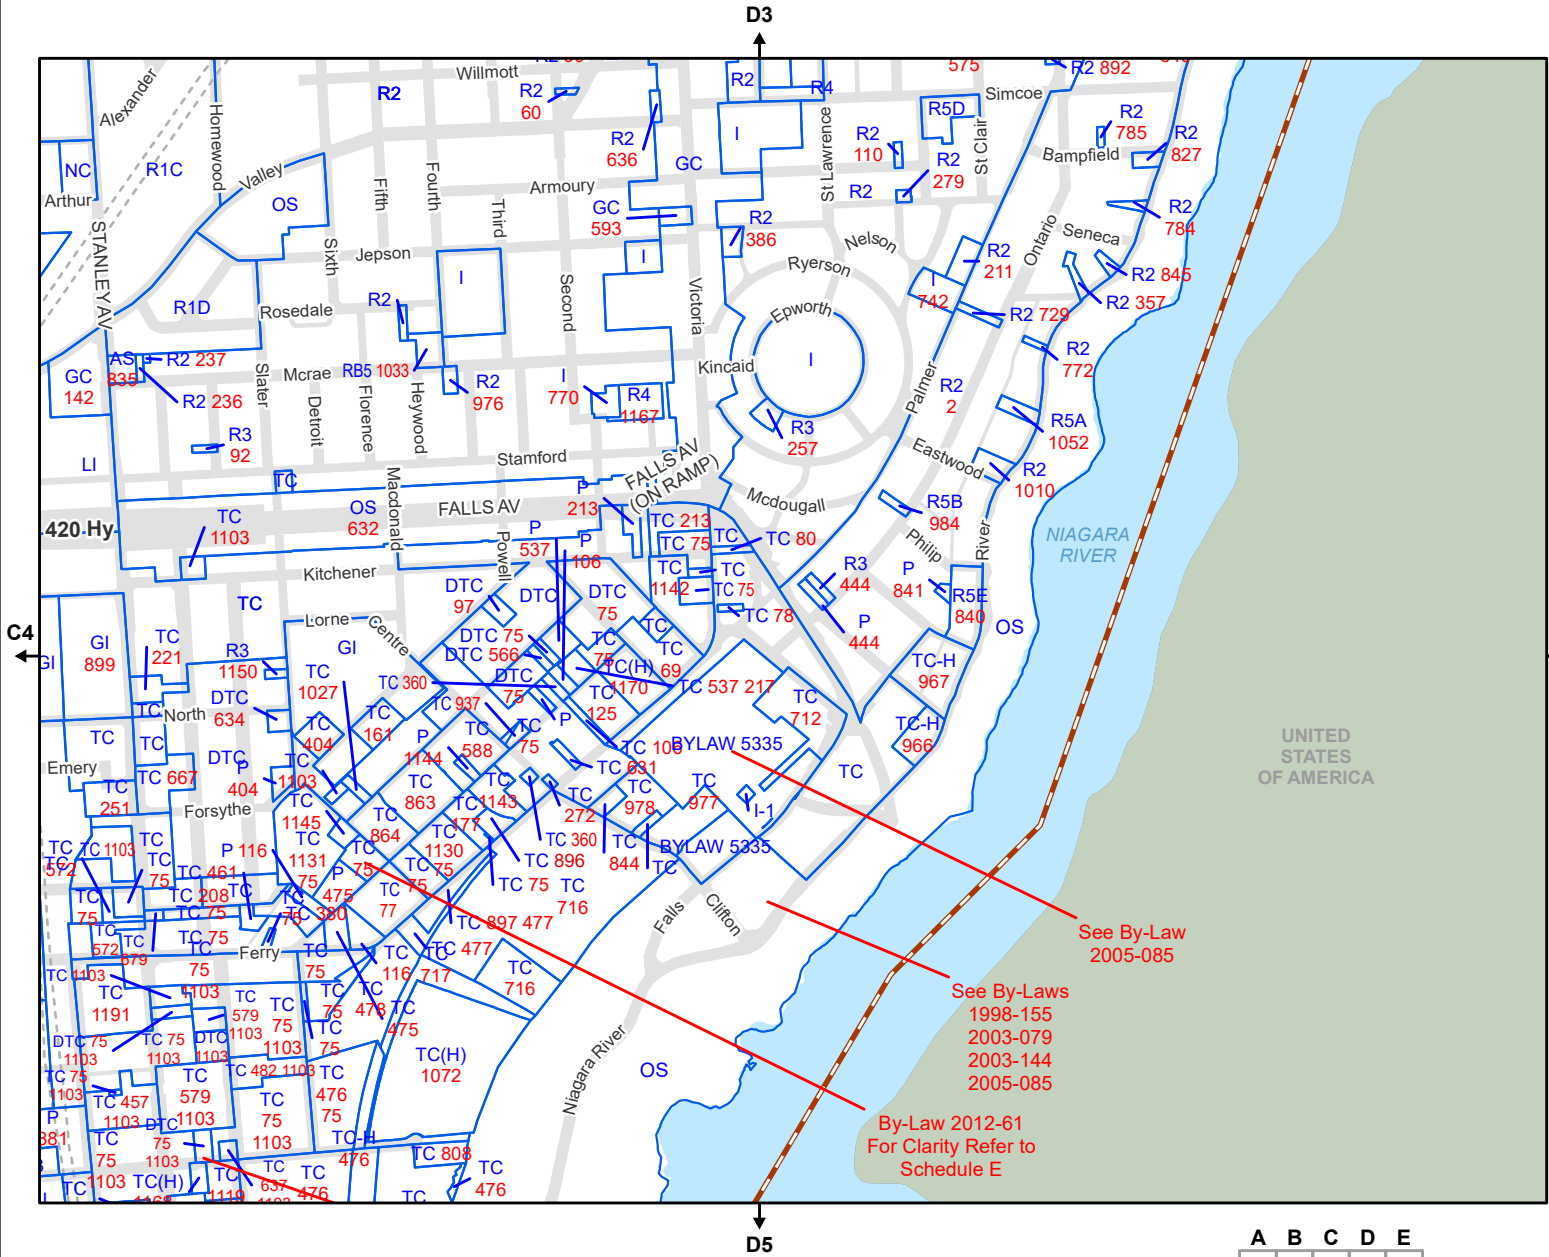 D3
Willmott
R2
R2
60
R2
636
GC
R2
R4
I
575
R2 892
Simcoe
R5D
St Clair
St Lawrence
R2
110
R2
279
R2
R2
785
Bampfield
R2
827
Alexander
Homewood
NC
R1C
Arthur
Valley
OS
Fifth
Fourth
Armoury
Third
GC
593
I
R2
386
Nelson
Ryerson
Epworth
I
Ontario
Seneca
R2
784
R2 845
R2 357
R2
211
I
742
R2 729
R2
772
STANLEY AV
Sixth
Jepson
I
Second
Victoria
R1D
Rosedale
R2
AS
835
R2 237
R2 236
GC
142
Slater
Mcrae
RB5 1033
Detroit
Florence
Heywood
R2
976
I
770
R4
1167
Kincaid
R3
257
Palmer
R2
2
R5A
1052
Eastwood
R2
1010
R3
92
LI
TC
Stamford
FALLS AV
(ON RAMP)
Mcdougall
R5B
984
Philip
River
NIAGARA
RIVER
420 Hy
TC
1103
OS
632
Macdonald
FALLS AV
P
213
P
537
P
106
TC 213
TC 75
TC
TC 80
TC
1142
TC
TC 75
TC 78
Powell
Kitchener
R3
444
P
444
P
841
R5E
840
OS
TC
Lorne
Centre
DTC
97
DTC
DTC
75
DTC 75
DTC 566
TC
TC
75
TC
69
C4
GI
GI
899
TC
221
R3
1150
GI
TC
1027
TC 360
DTC
75
TC(H)
1170
TC 537 217
TC
125
TC
712
TC-H
967
TC-H
966
North
DTC
634
TC
TC
TC
404
TC
161
TC 937
P
TC
75
P
1144
TC
588
BYLAW 5335
TC
UNITED
STATES
OF AMERICA
Emery
TC
TC 667
DTC
P
404
TC
1103
TC
631
TC
251
Forsythe
TC
1145
TC
863
TC
1143
TC
177
TC
272
TC
978
TC
977
I-1
TC
572
TC 1103
TC
75
P 116
TC
1131
75
TC
864
TC
75
TC
1130
TC
75
TC 360
TC
896
TC
844
BYLAW 5335
TC
TC 461
TC
TC 208
TC 75
P
475
TC
77
TC 75
TC
716
TC 380
TC 897 477
Falls
Clifton
See By-Law
2005-085
TC
75
TC
572
TC
679
TC
75
Ferry
TC
75
TC
116
TC
717
TC
477
TC
716
TC 1103
TC
1191
TC
75
1103
TC
579
1103
TC
75
1103
TC
75
TC
75
TC
478
TC
475
See By-Laws
1998-155
2003-079
2003-144
2005-085
DTC 75
1103
TC 75
1103
DTC
1103
TC 482 1103
TC(H)
1072
Niagara River
OS
TC 75
1103
TC 457
1103
TC
579
1103
TC
75
1103
TC
476
75
By-Law 2012-61
For Clarity Refer to
Schedule E
P
381
TC
75
1103
DTC
75
1103
TC-H
476
TC 808
TC
476
TC
TC(H)
TC
1119
TC
637
TC
476
TC
D5
A B C D E